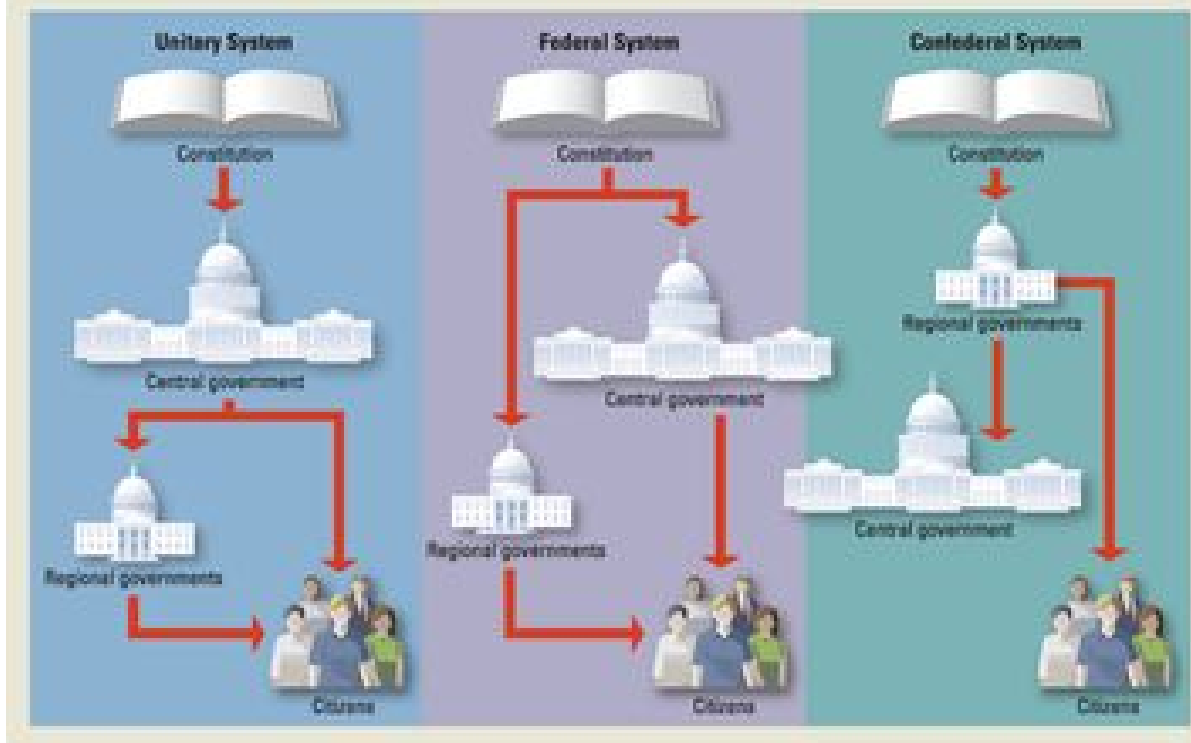 Unitary System
Constitution
Central government
Regional governments
Citizens
Federal System
Constitution
Central government
Regional governments
Citizens
Confederal System
Constitution
Regional governments
Central government
Citizens